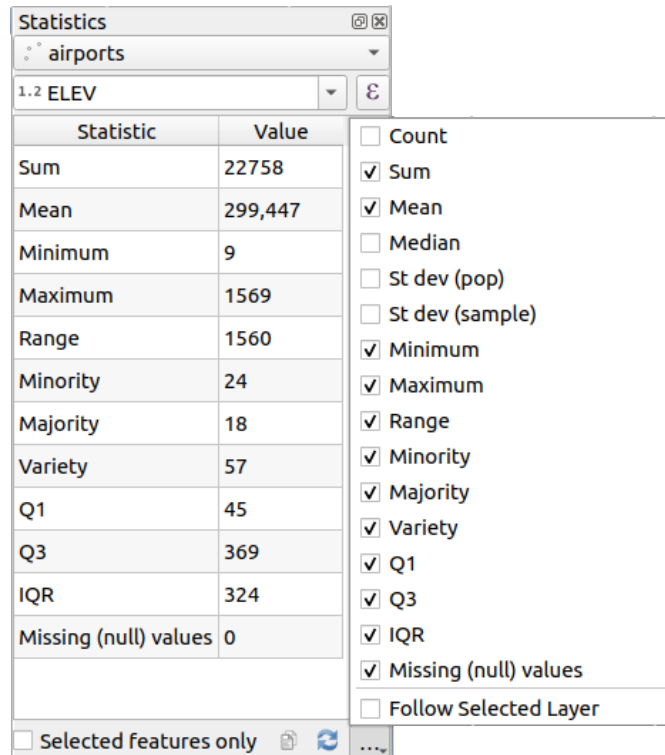 Statistics
airports
1.2 ELEV
ε
Statistic Value
Sum 22758
Mean 299,447
Minimum 9
Maximum 1569
Range 1560
Minority 24
Majority 18
Variety 57
Q1 45
Q3 369
IQR 324
Missing (null) values 0
Selected features only
...
Count
Sum
Mean
Median
St dev (pop)
St dev (sample)
Minimum
Maximum
Range
Minority
Majority
Variety
Q1
Q3
IQR
Missing (null) values
Follow Selected Layer